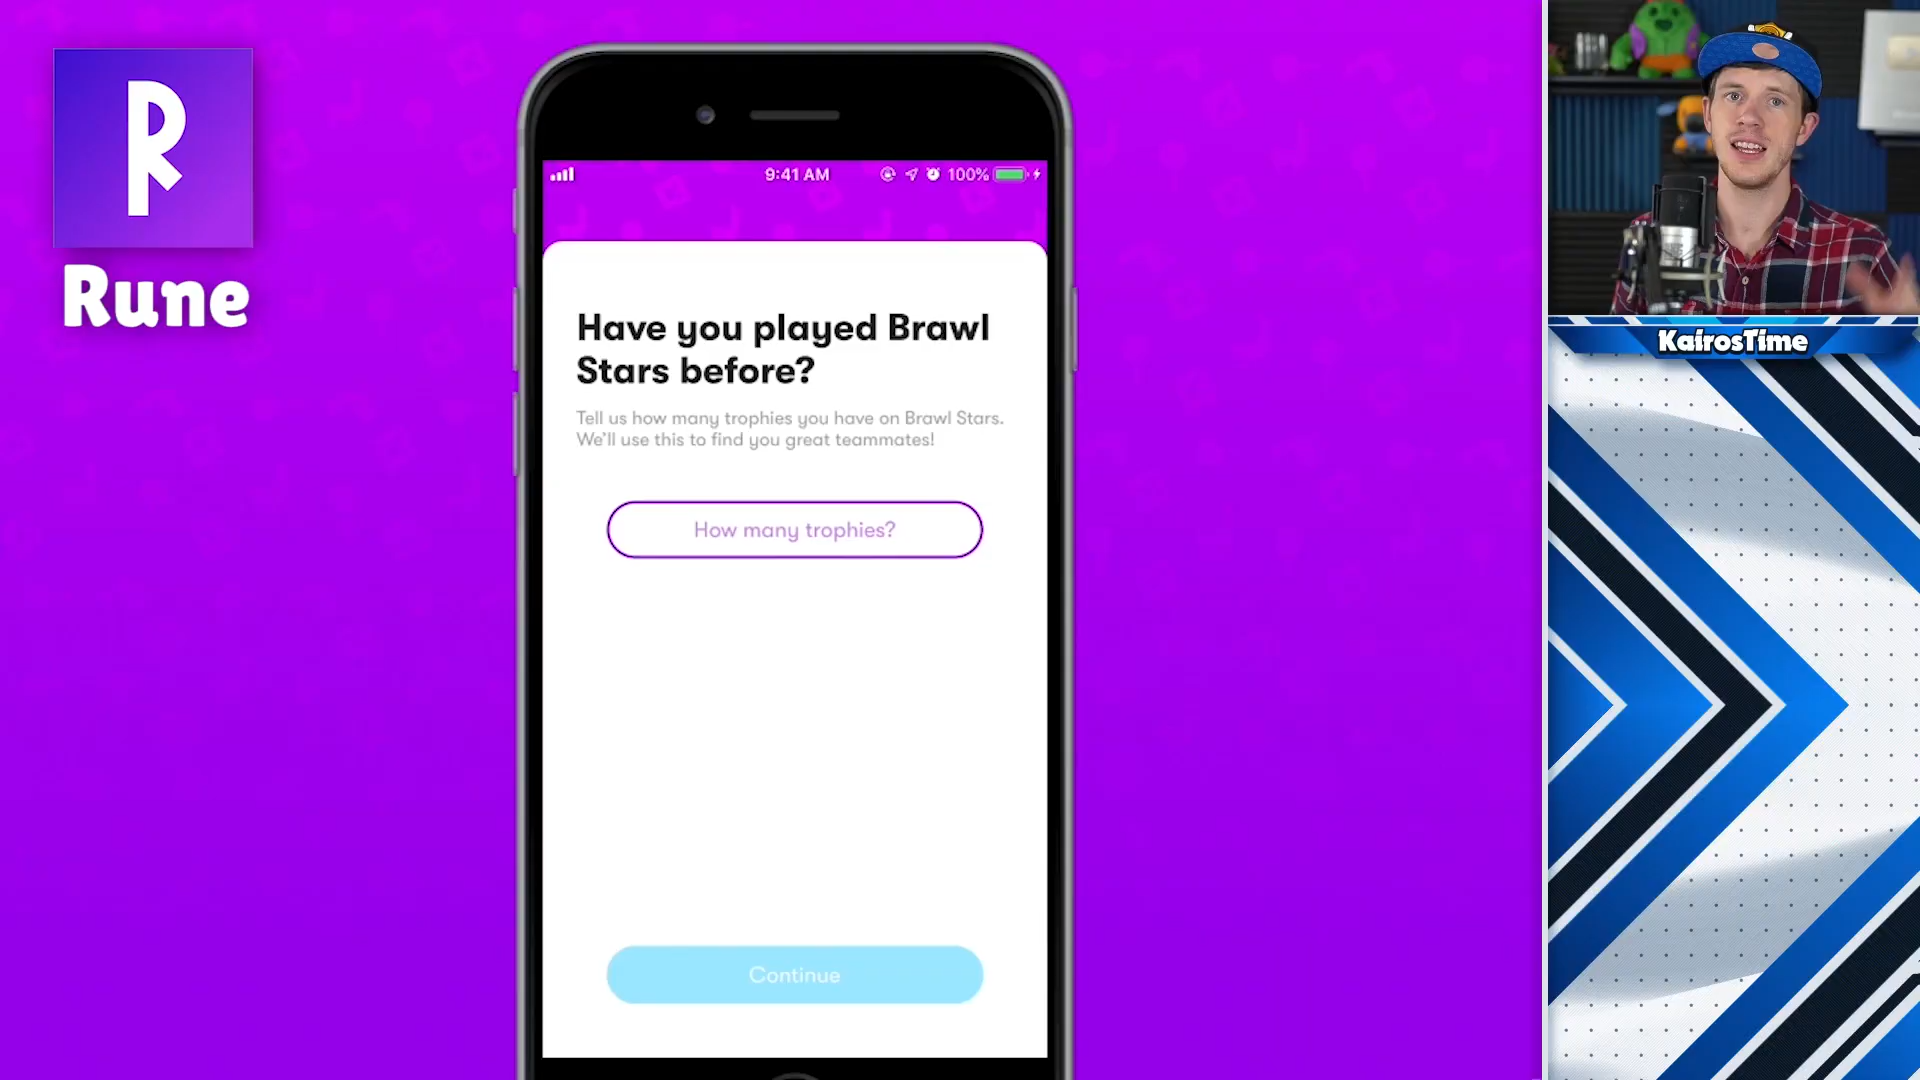 Rune
9:41 AM
100%
Have you played Brawl
Stars before?
Tell us how many trophies you have on Brawl Stars.
We'll use this to find you great teammates!
How many trophies?
Continue
KairosTime